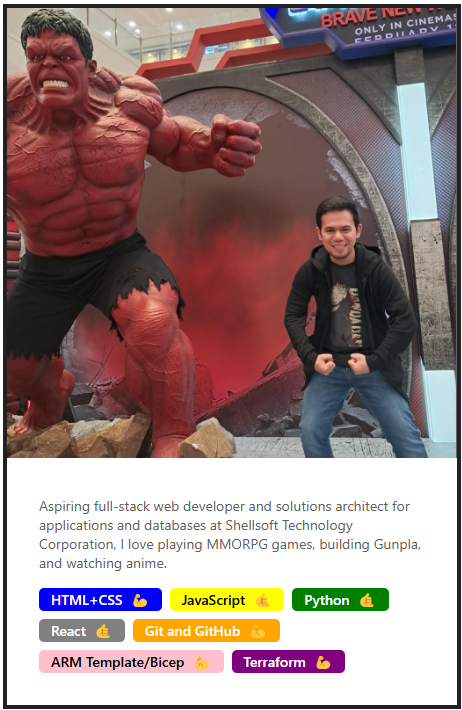 BRAVE NEW
ONLY IN CINEMAS
FEBRUARY
Aspiring full-stack web developer and solutions architect for
applications and databases at Shellsoft Technology
Corporation, I love playing MMORPG games, building Gunpla,
and watching anime.
HTML+CSS 💪 JavaScript 🤙 Python 🤙
React 🤙 Git and GitHub 💪
ARM Template/Bicep 💪 Terraform 💪